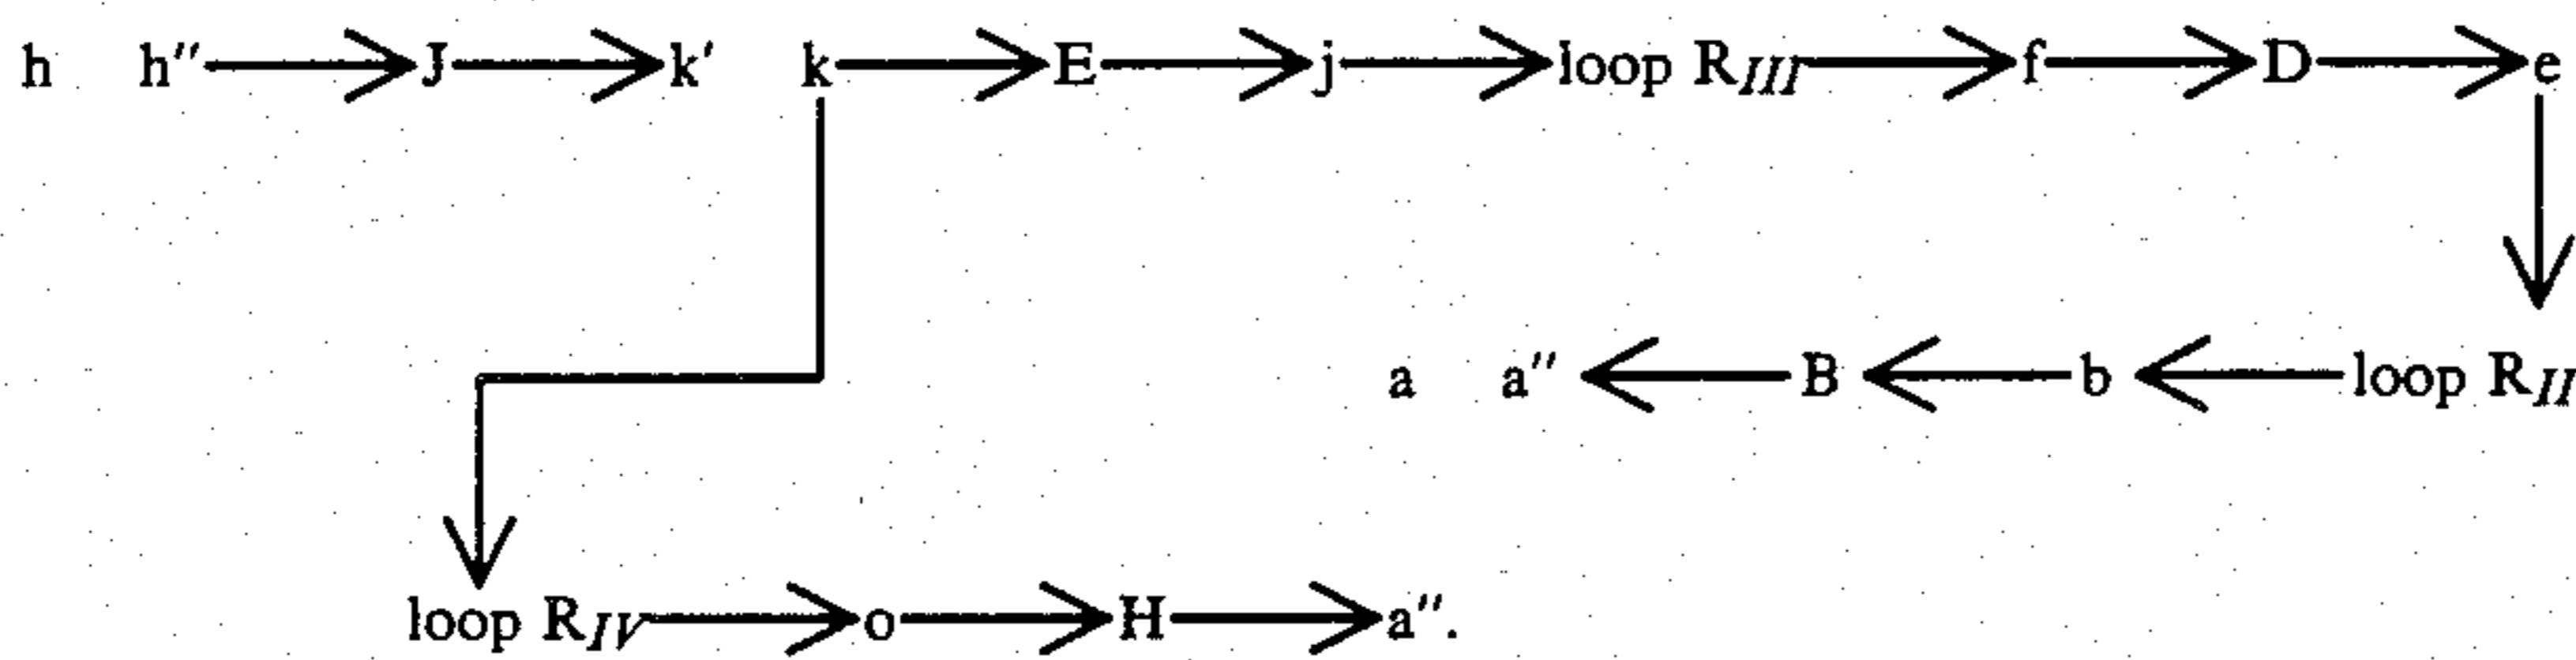 h h″ J k′ k E j loop R_III f D e
a a″ B b loop R_II
loop R_IV o H a″.